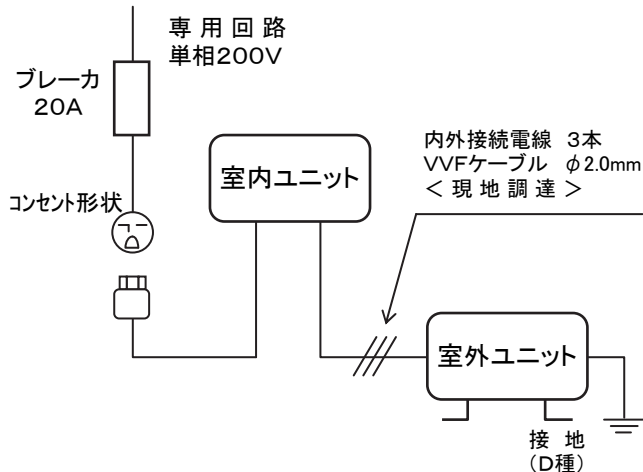 専用回路
単相200V
ブレーカ
20A
コンセント形状
室内ユニット
内外接続電線 3本
VVFケーブル φ2.0mm
＜現地調達＞
室外ユニット
接地
（D種）